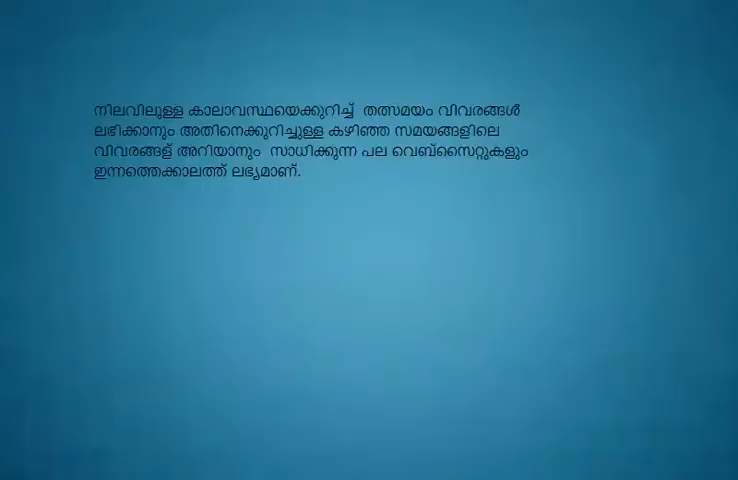 നിലവിലുള്ള കാലാവസ്ഥയെക്കുറിച്ച് തത്സമയം വിവരങ്ങൾ
ലഭിക്കാനും അതിനെക്കുറിച്ചുള്ള കഴിഞ്ഞ സമയങ്ങളിലെ
വിവരങ്ങള് അറിയാനും സാധിക്കുന്ന പല വെബ്സൈറ്റുകളും
ഇന്നത്തെക്കാലത്ത് ലഭ്യമാണ്.